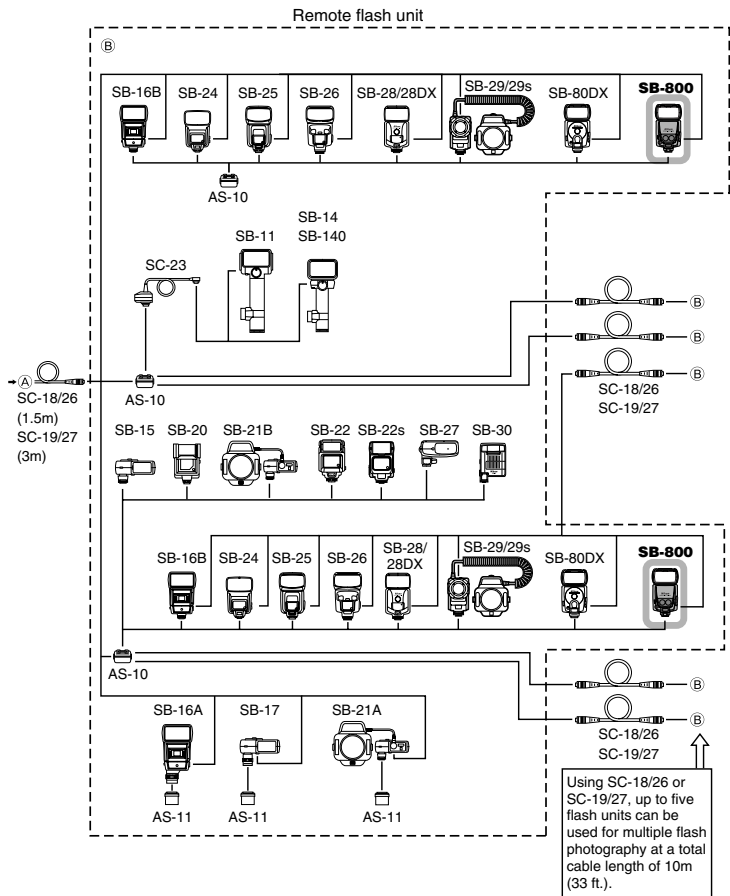 Remote flash unit
Ⓑ
SB-16B SB-24 SB-25 SB-26 SB-28/28DX SB-29/29s SB-80DX SB-800
AS-10
SB-14
SB-11 SB-140
SC-23
Ⓑ
Ⓑ
Ⓐ Ⓑ
SC-18/26 AS-10 SC-18/26
(1.5m) SC-19/27
SC-19/27
(3m)
SB-15 SB-20 SB-21B SB-22 SB-22s SB-27 SB-30
SB-16B SB-24 SB-25 SB-26 SB-28/ SB-29/29s SB-80DX SB-800
28DX
AS-10
Ⓑ
SB-16A SB-17 SB-21A Ⓑ
SC-18/26
SC-19/27
AS-11 AS-11 AS-11
Using SC-18/26 or
SC-19/27, up to five
flash units can be
used for multiple flash
photography at a total
cable length of 10m
(33 ft.).